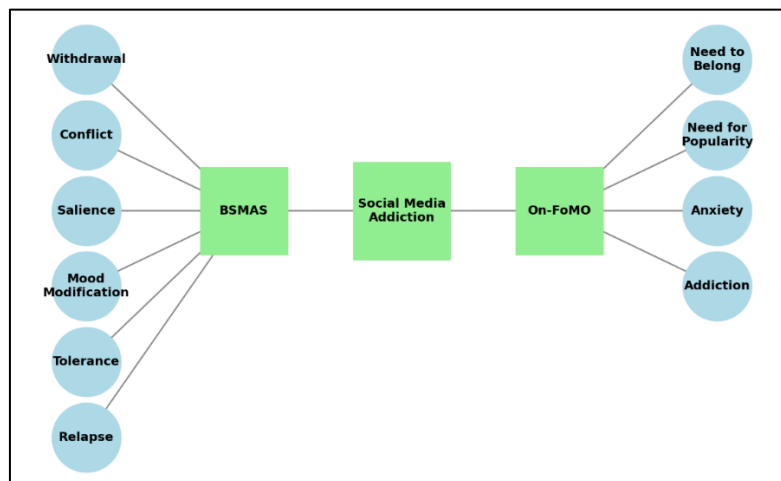 Withdrawal
Conflict
Salience
Mood
Modification
Tolerance
Relapse
BSMAS
Social Media
Addiction
On-FoMO
Need to
Belong
Need for
Popularity
Anxiety
Addiction